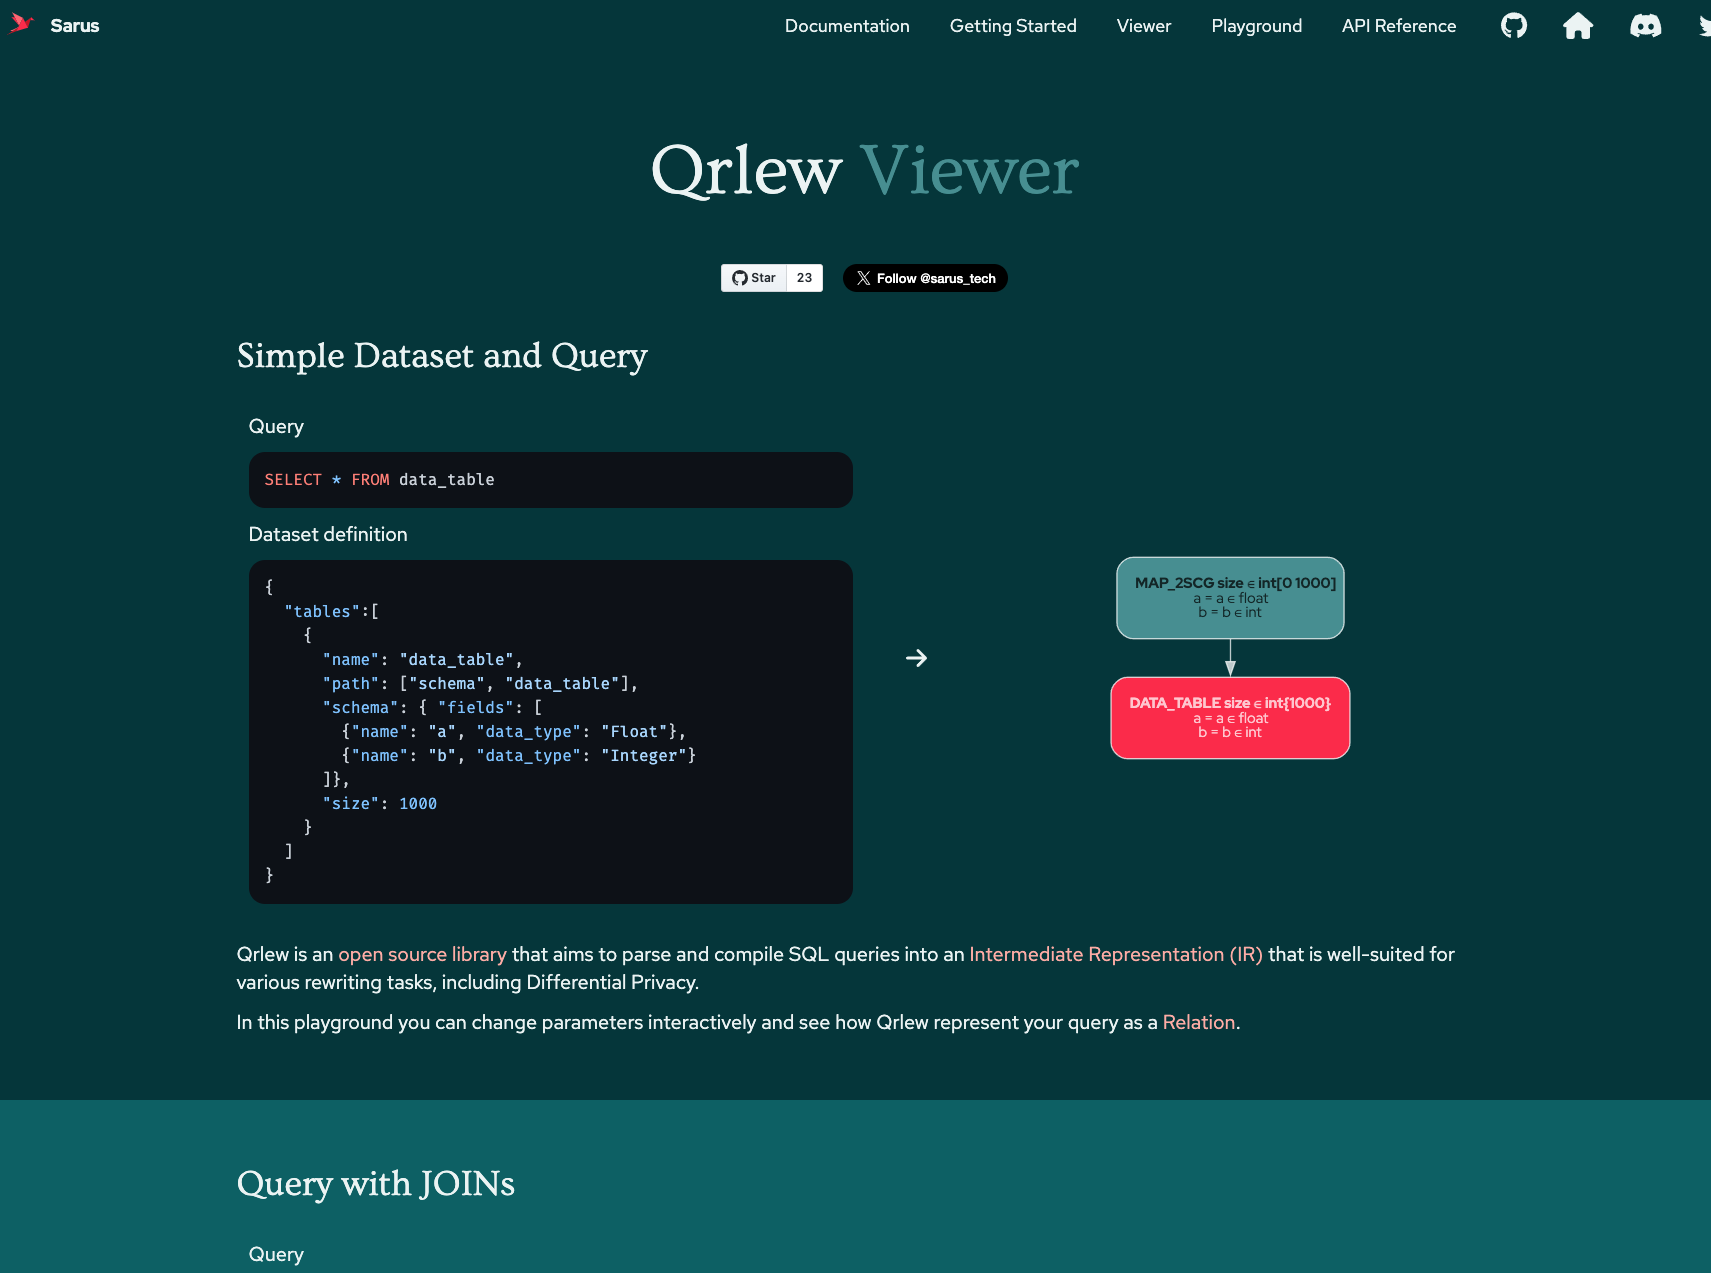 Sarus
Documentation
Getting Started
Viewer
Playground
API Reference
Qrlew Viewer
Star
23
Follow @sarus_tech
Simple Dataset and Query
Query
SELECT * FROM data_table
Dataset definition
{
  "tables":[
    {
      "name": "data_table",
      "path": ["schema", "data_table"],
      "schema": { "fields": [
        {"name": "a", "data_type": "Float"},
        {"name": "b", "data_type": "Integer"}
      ]},
      "size": 1000
    }
  ]
}
MAP_2SCG size ∈ int[0 1000]
a = a ∈ float
b = b ∈ int
DATA_TABLE size ∈ int{1000}
a = a ∈ float
b = b ∈ int
Qrlew is an open source library that aims to parse and compile SQL queries into an Intermediate Representation (IR) that is well-suited for
various rewriting tasks, including Differential Privacy.
In this playground you can change parameters interactively and see how Qrlew represent your query as a Relation.
Query with JOINs
Query